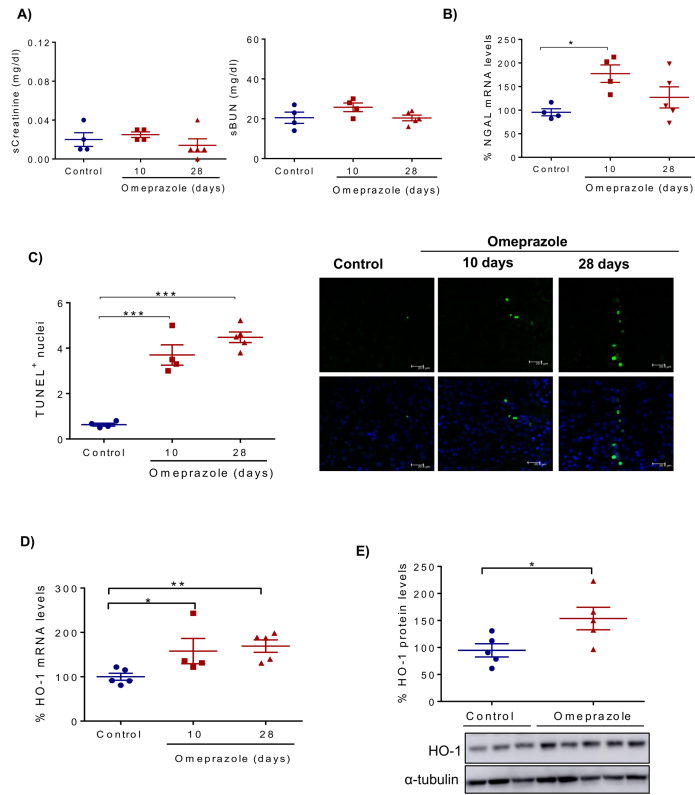 A)
sCreatinine (mg/dl)
0.12
0.08
0.04
0.00
Control
10
28
Omeprazole (days)
sBUN (mg/dl)
60
40
20
0
Control
10
28
Omeprazole (days)
B)
% NGAL mRNA levels
250
200
150
100
50
0
*
Control
10
28
Omeprazole (days)
C)
TUNEL+ nuclei
6
4
2
0
***
***
Control
10
28
Omeprazole (days)
Omeprazole
Control
10 days
28 days
D)
% HO-1 mRNA levels
300
200
100
0
**
*
Control
10
28
Omeprazole (days)
E)
% HO-1 protein levels
250
200
150
100
50
0
*
Control
Omeprazole
HO-1
α-tubulin